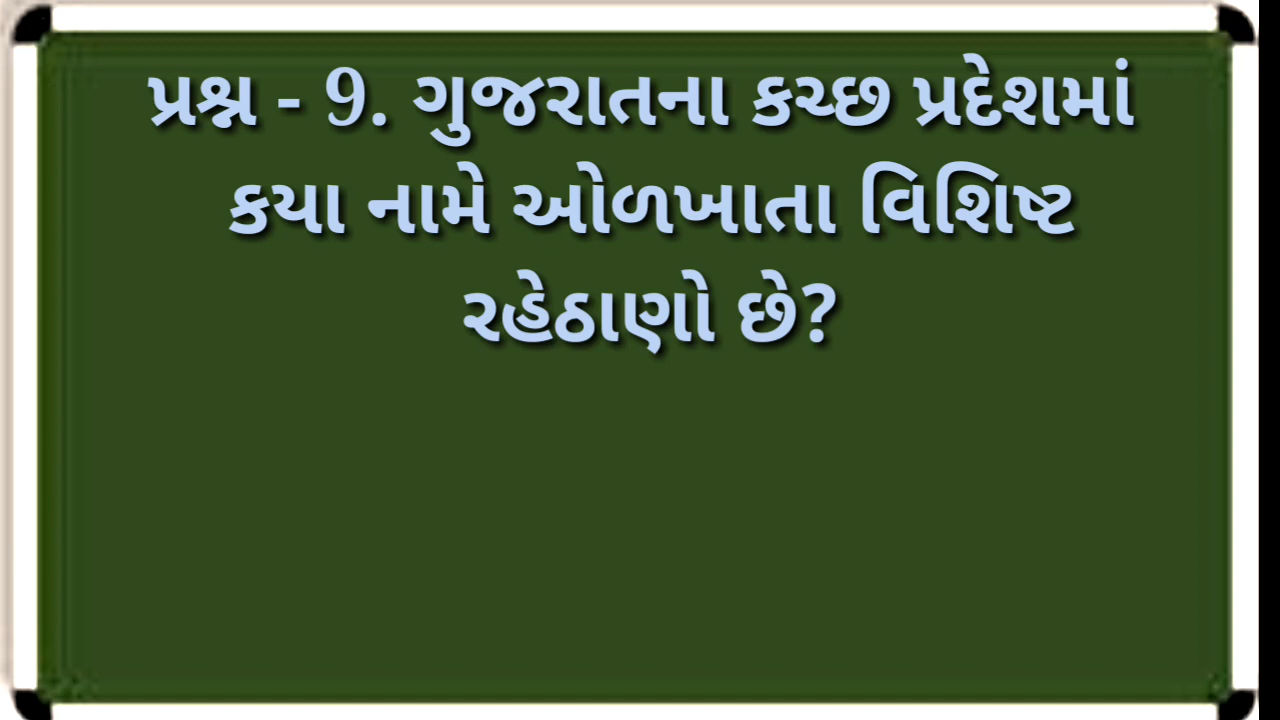 પ્રશ્ન - 9. ગુજરાતના કચ્છ પ્રદેશમાં
કયા નામે ઓળખાતા વિશિષ્ટ
રહેઠાણો છે?